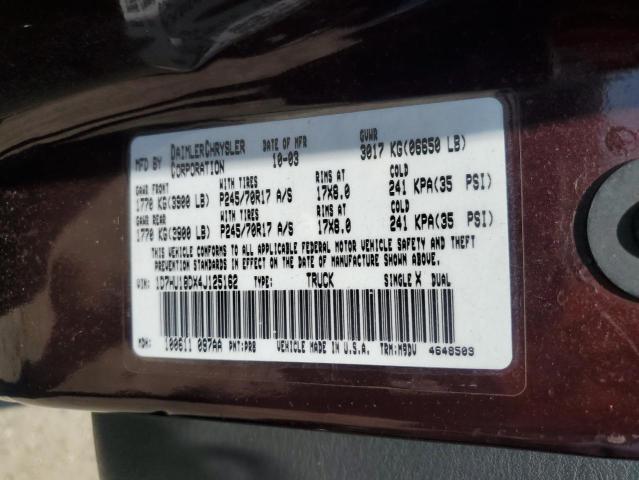 MFD BY DAIMLERCHRYSLER CORPORATION DATE OF MFR 10-03 GVWR 3017 KG(06650 LB)
GAWR FRONT WITH TIRES RIMS AT COLD
1770 KG(3900 LB) P245/70R17 A/S 17X8.0 241 KPA(35 PSI)
GAWR REAR WITH TIRES RIMS AT COLD
1770 KG(3900 LB) P245/70R17 A/S 17X8.0 241 KPA(35 PSI)
THIS VEHICLE CONFORMS TO ALL APPLICABLE FEDERAL MOTOR VEHICLE SAFETY AND THEFT
PREVENTION STANDARDS IN EFFECT ON THE DATE OF MANUFACTURE SHOWN ABOVE.
VIN: 1D7HU18DX4J125162 TYPE: TRUCK SINGLE X DUAL
MDH: 100611 097AA PNT:PR8 VEHICLE MADE IN U.S.A. TRM:M9DV 4648503